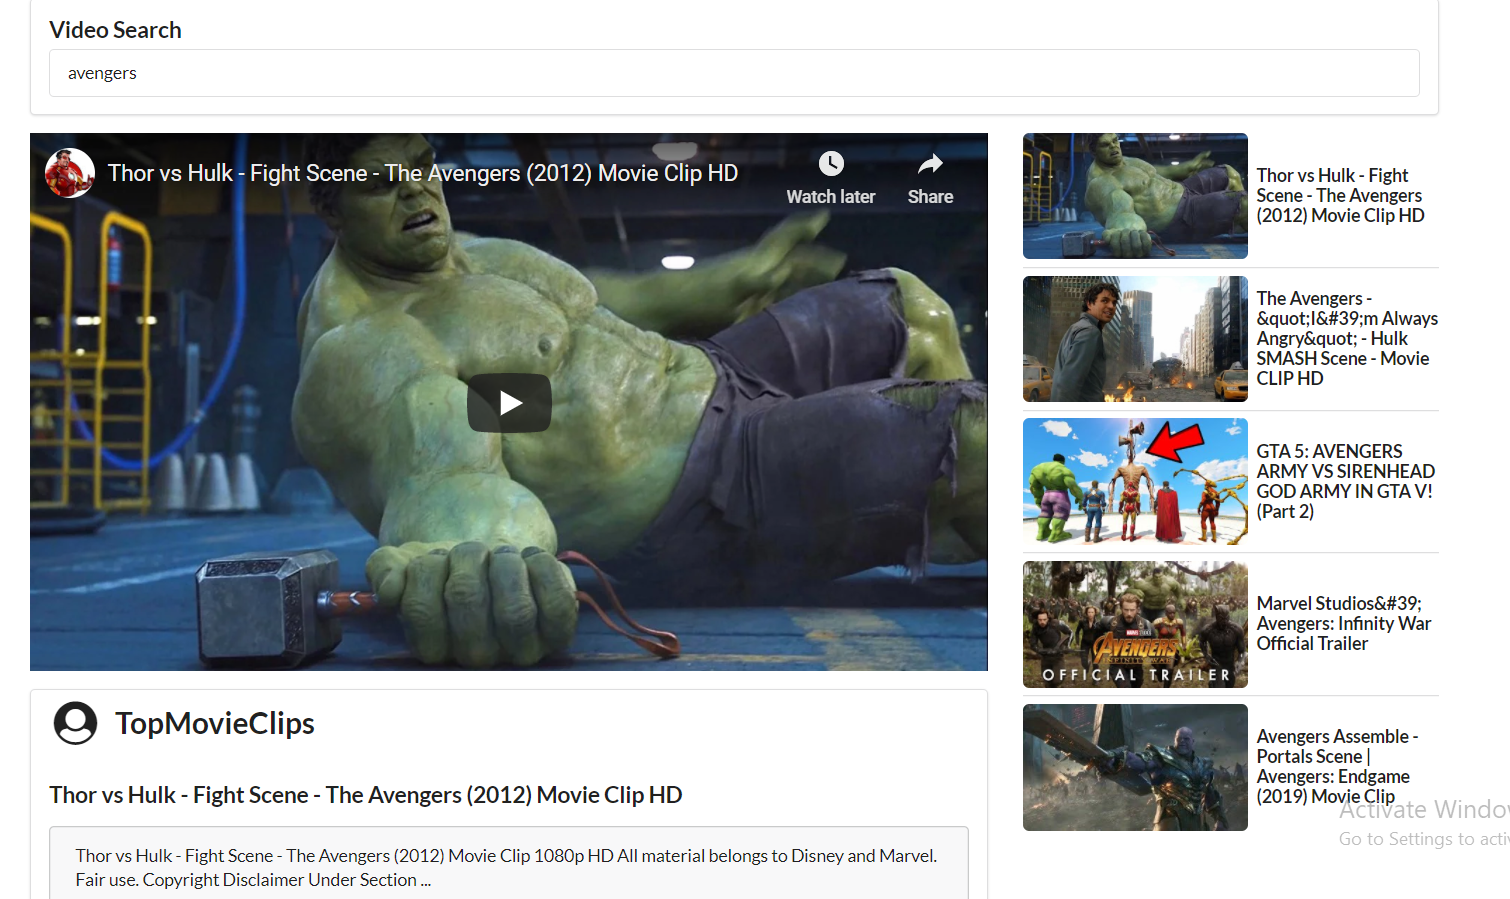 Video Search
avengers
Thor vs Hulk - Fight Scene - The Avengers (2012) Movie Clip HD
Watch later
Share
TopMovieClips
Thor vs Hulk - Fight Scene - The Avengers (2012) Movie Clip HD
Thor vs Hulk - Fight Scene - The Avengers (2012) Movie Clip 1080p HD All material belongs to Disney and Marvel.
Fair use. Copyright Disclaimer Under Section ...
Thor vs Hulk - Fight
Scene - The Avengers
(2012) Movie Clip HD
The Avengers -
&quot;I&#39;m Always
Angry&quot; - Hulk
SMASH Scene - Movie
CLIP HD
GTA 5: AVENGERS
ARMY VS SIRENHEAD
GOD ARMY IN GTA V!
(Part 2)
MARVEL STUDIOS
AVENGERS
INFINITY WAR
OFFICIAL TRAILER
Marvel Studios&#39;
Avengers: Infinity War
Official Trailer
Avengers Assemble -
Portals Scene |
Avengers: Endgame
(2019) Movie Clip
Activate Windo
Go to Settings to acti